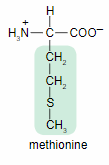 H
H₃N⁺—C—COO⁻
CH₂
CH₂
S
CH₃
methionine